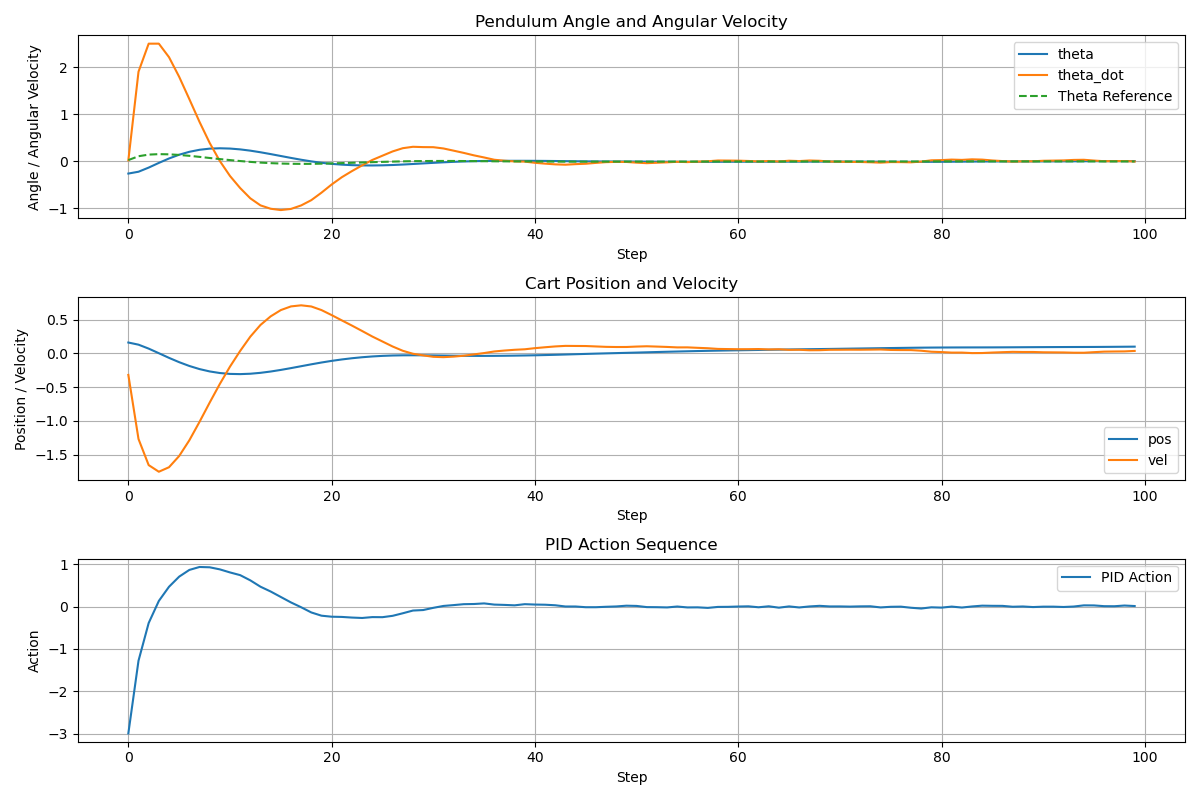 Pendulum Angle and Angular Velocity
Angle / Angular Velocity
2
1
0
−1
theta
theta_dot
Theta Reference
0 20 40 60 80 100
Step
Cart Position and Velocity
Position / Velocity
0.5
0.0
−0.5
−1.0
−1.5
pos
vel
0 20 40 60 80 100
Step
PID Action Sequence
Action
1
0
−1
−2
−3
PID Action
0 20 40 60 80 100
Step